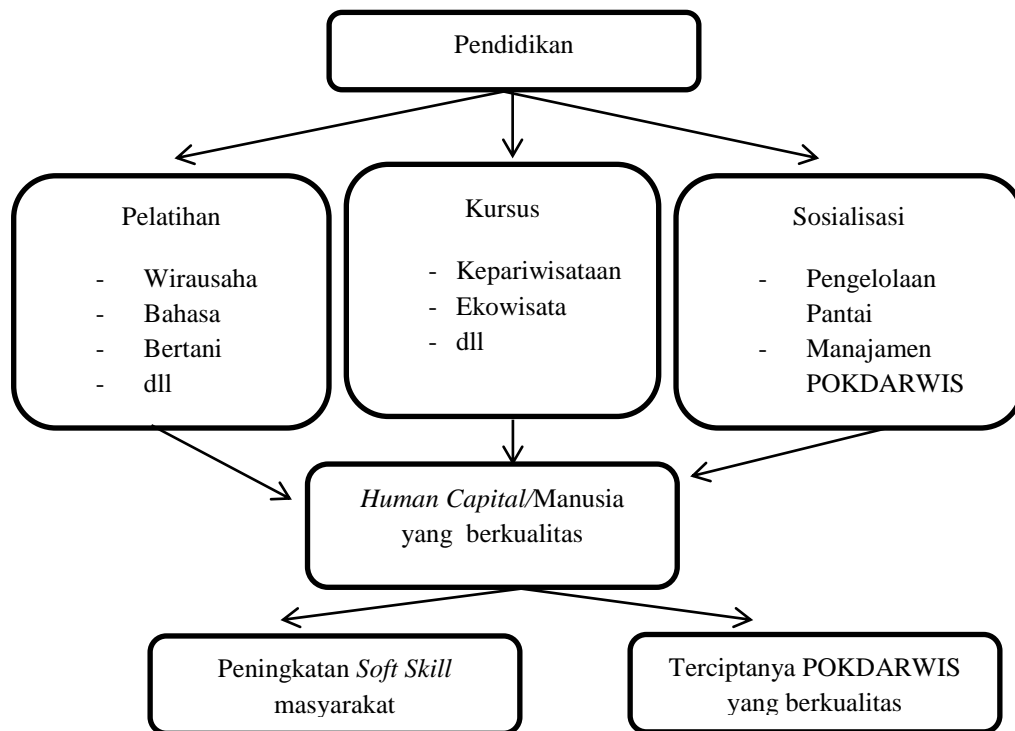 Pendidikan
Pelatihan
- Wirausaha
- Bahasa
- Bertani
- dll
Kursus
- Kepariwisataan
- Ekowisata
- dll
Sosialisasi
- Pengelolaan
Pantai
- Manajamen
POKDARWIS
Human Capital/Manusia
yang berkualitas
Peningkatan Soft Skill
masyarakat
Terciptanya POKDARWIS
yang berkualitas